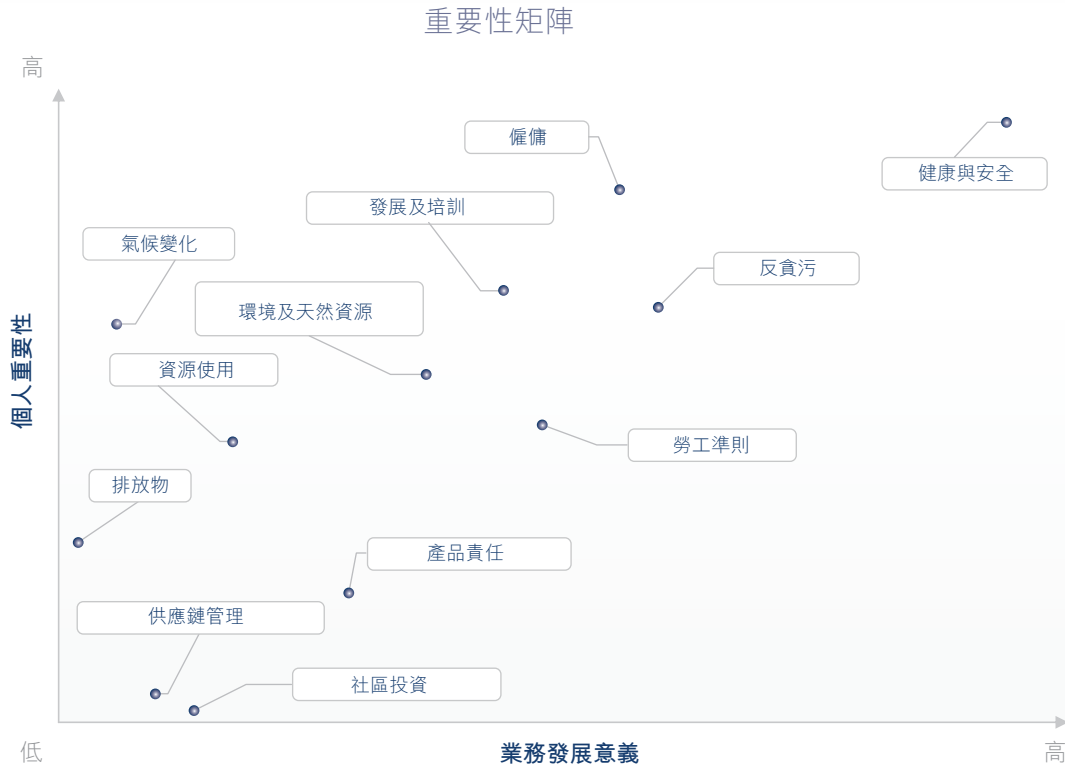 重要性矩陣
高
僱傭
健康與安全
發展及培訓
氣候變化
反貪污
環境及天然資源
個人重要性
資源使用
勞工準則
排放物
產品責任
供應鏈管理
社區投資
低
業務發展意義
高